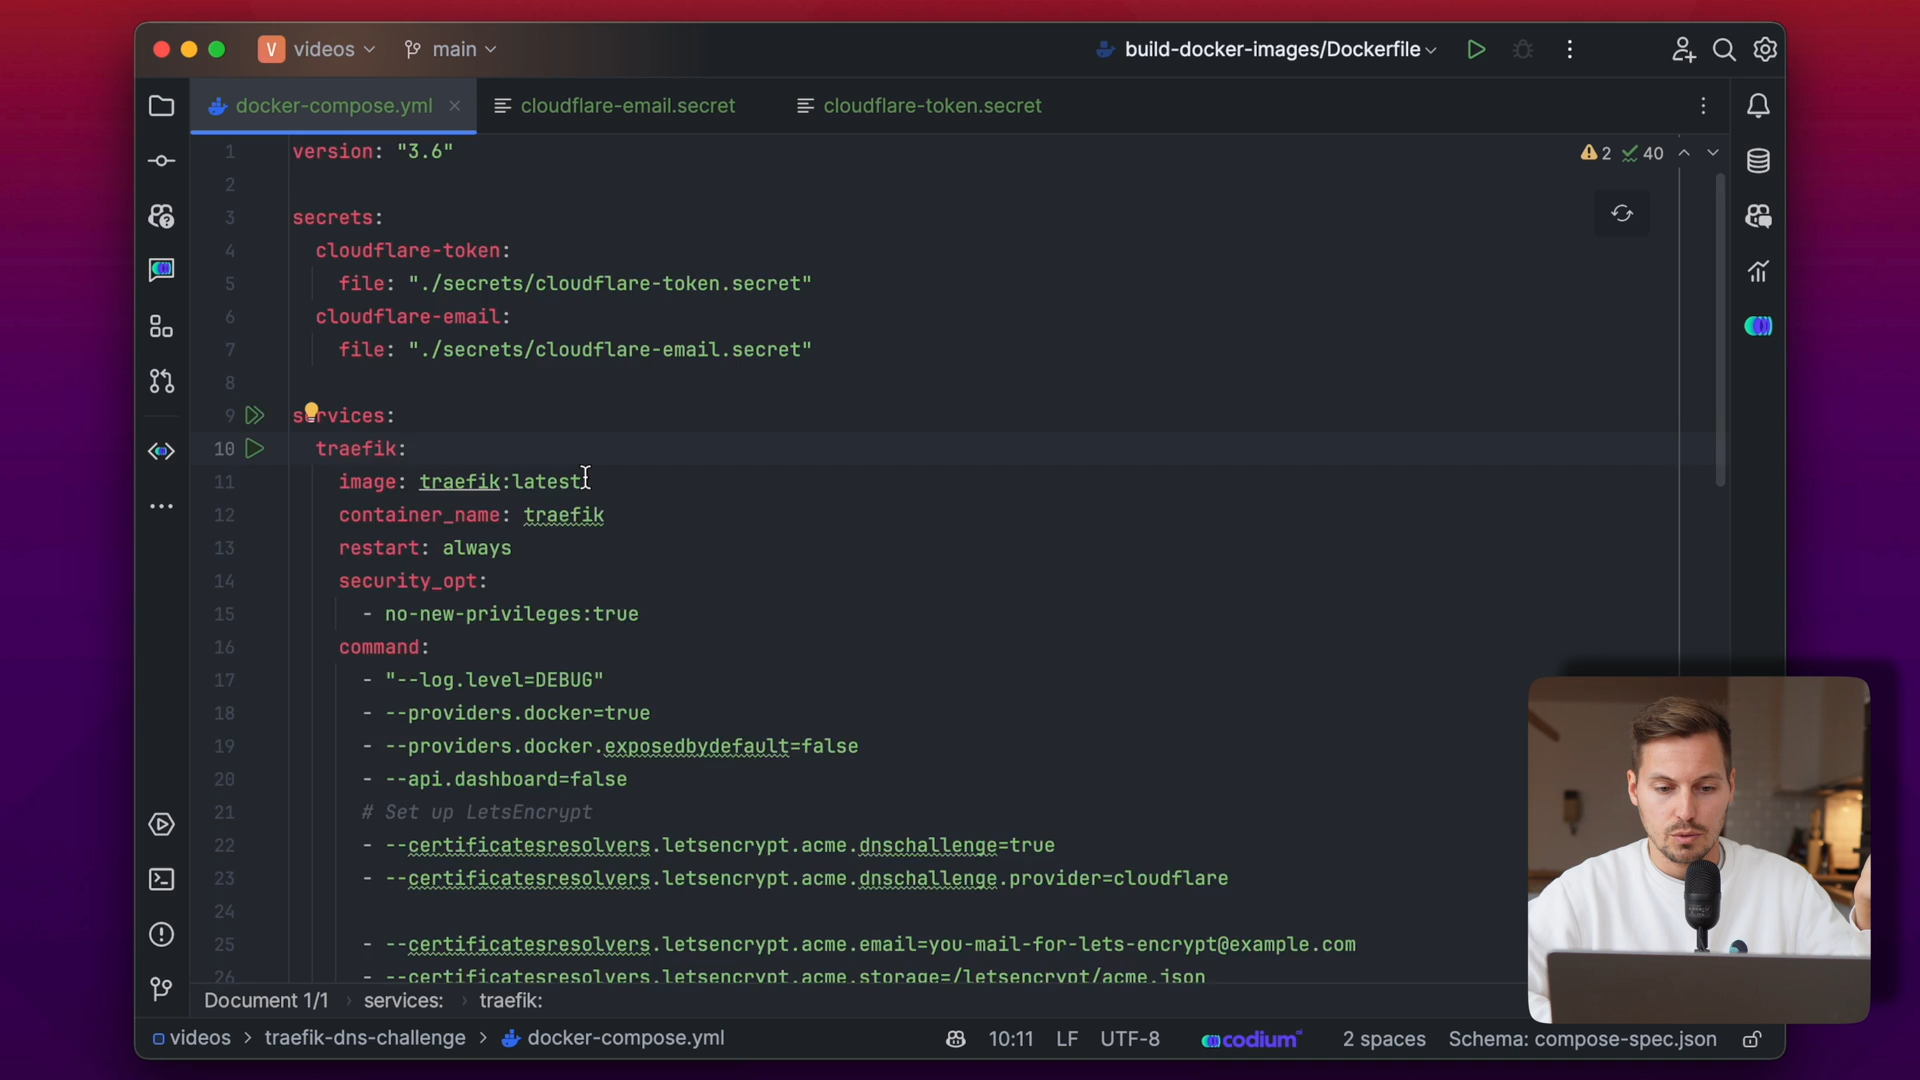 V videos main build-docker-images/Dockerfile
docker-compose.yml cloudflare-email.secret cloudflare-token.secret
1 version: "3.6"
2 40
2
3 secrets:
4 cloudflare-token:
5 file: "./secrets/cloudflare-token.secret"
6 cloudflare-email:
7 file: "./secrets/cloudflare-email.secret"
8
9 services:
10 traefik:
11 image: traefik:latest
12 container_name: traefik
13 restart: always
14 security_opt:
15 - no-new-privileges:true
16 command:
17 - "--log.level=DEBUG"
18 - --providers.docker=true
19 - --providers.docker.exposedbydefault=false
20 - --api.dashboard=false
21 # Set up LetsEncrypt
22 - --certificatesresolvers.letsencrypt.acme.dnschallenge=true
23 - --certificatesresolvers.letsencrypt.acme.dnschallenge.provider=cloudflare
24
25 - --certificatesresolvers.letsencrypt.acme.email=you-mail-for-lets-encrypt@example.com
26 - --certificatesresolvers.letsencrypt.acme.storage=/letsencrypt/acme.json
Document 1/1 › services: › traefik:
videos > traefik-dns-challenge > docker-compose.yml 10:11 LF UTF-8 codium 2 spaces Schema: compose-spec.json